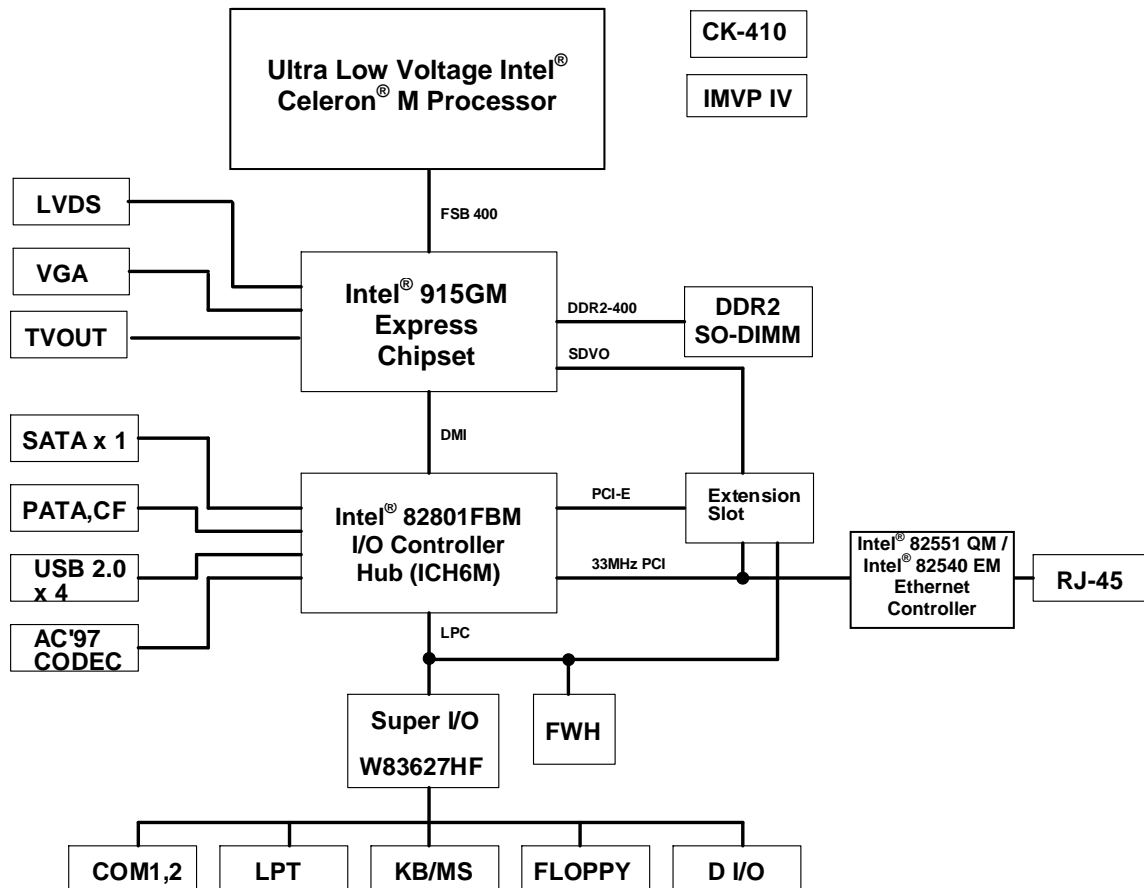 Ultra Low Voltage Intel®
Celeron® M Processor
CK-410
IMVP IV
LVDS
FSB 400
VGA
TVOUT
Intel® 915GM
Express
Chipset
DDR2-400
DDR2
SO-DIMM
SDVO
SATA x 1
DMI
PATA,CF
USB 2.0
x 4
AC'97
CODEC
Intel® 82801FBM
I/O Controller
Hub (ICH6M)
PCI-E
Extension
Slot
33MHz PCI
Intel® 82551 QM /
Intel® 82540 EM
Ethernet
Controller
RJ-45
LPC
Super I/O
W83627HF
FWH
COM1,2
LPT
KB/MS
FLOPPY
D I/O